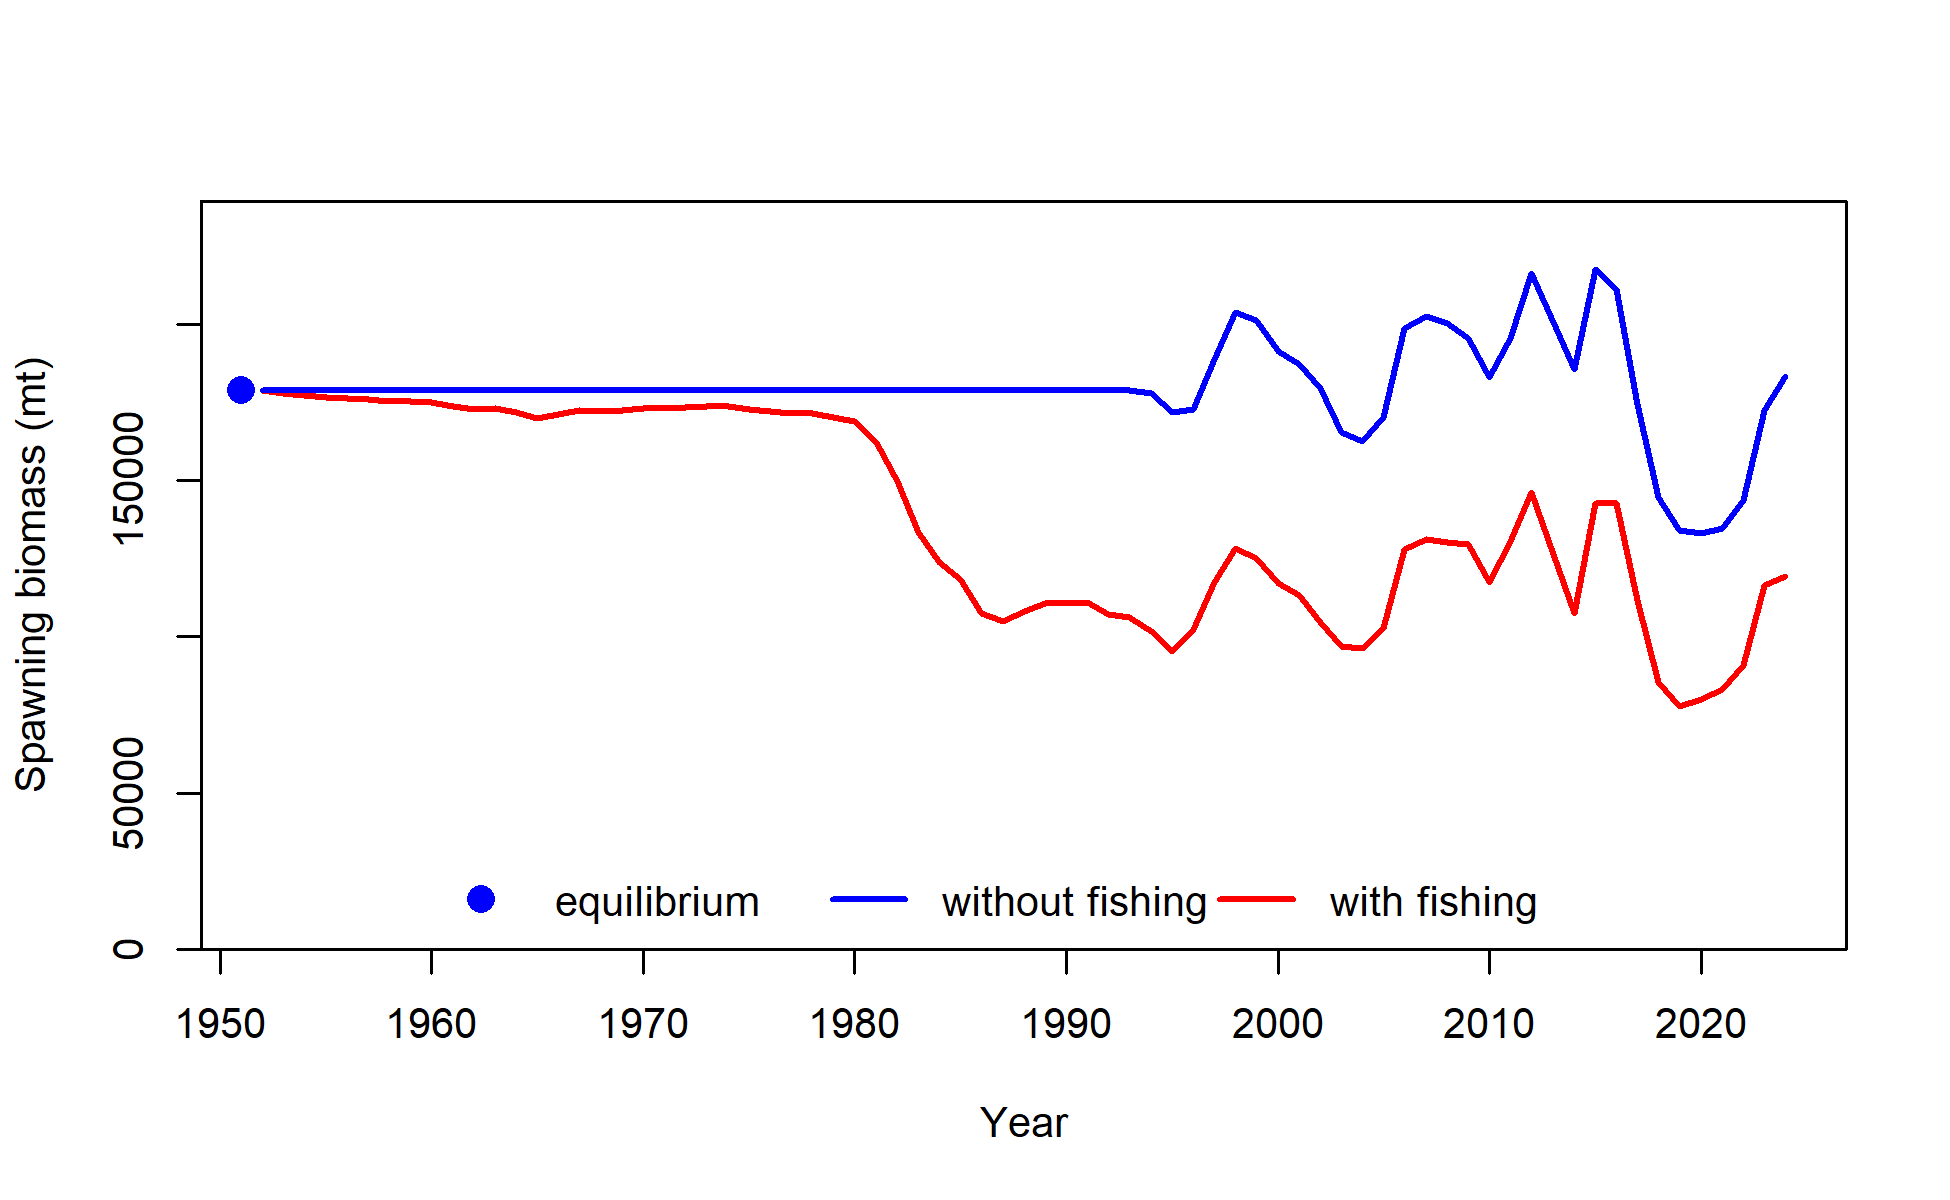 Spawning biomass (mt)
150000
50000
0
equilibrium without fishing with fishing
1950 1960 1970 1980 1990 2000 2010 2020
Year